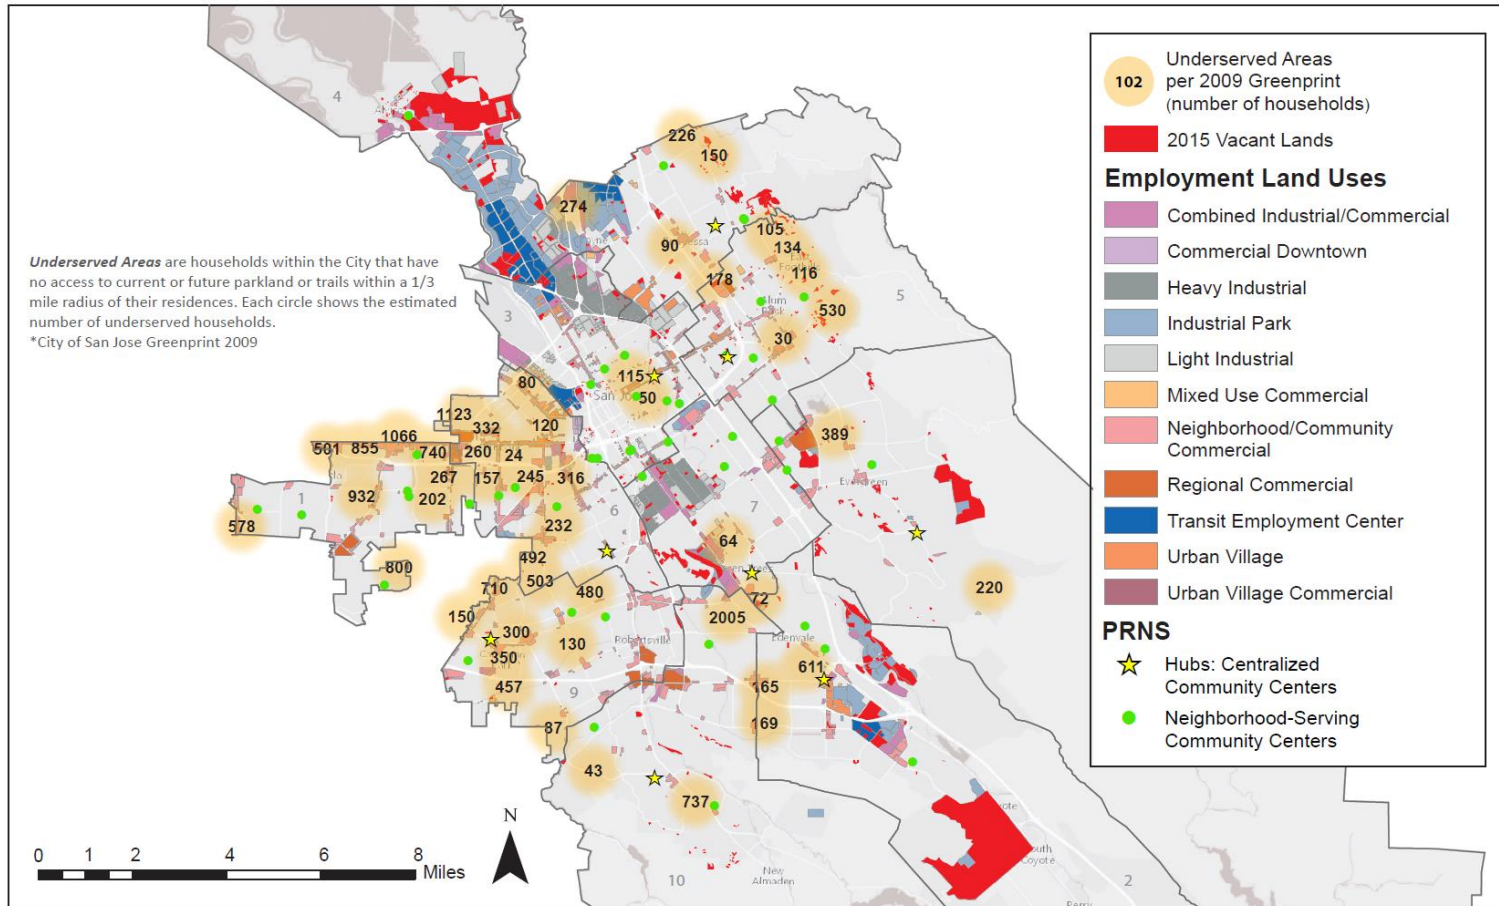 4
226
150
274
105
90
134
116
178
5
530
30
3
115
80
50
1123
332
120
1066
501
855
740
260
24
389
267
157
245
316
932
202
1
578
232
6
7
64
492
800
503
710
480
72
220
150
2005
300
130
Robertsville
Edenvale
350
611
457
9
165
87
169
43
737
10
New
Almaden
2
Evergreen
Underserved Areas are households within the City that have
no access to current or future parkland or trails within a 1/3
mile radius of their residences. Each circle shows the estimated
number of underserved households.
*City of San Jose Greenprint 2009
0 1 2 4 6 8
Miles
N
102
Underserved Areas
per 2009 Greenprint
(number of households)
2015 Vacant Lands
Employment Land Uses
Combined Industrial/Commercial
Commercial Downtown
Heavy Industrial
Industrial Park
Light Industrial
Mixed Use Commercial
Neighborhood/Community
Commercial
Regional Commercial
Transit Employment Center
Urban Village
Urban Village Commercial
PRNS
Hubs: Centralized
Community Centers
Neighborhood-Serving
Community Centers